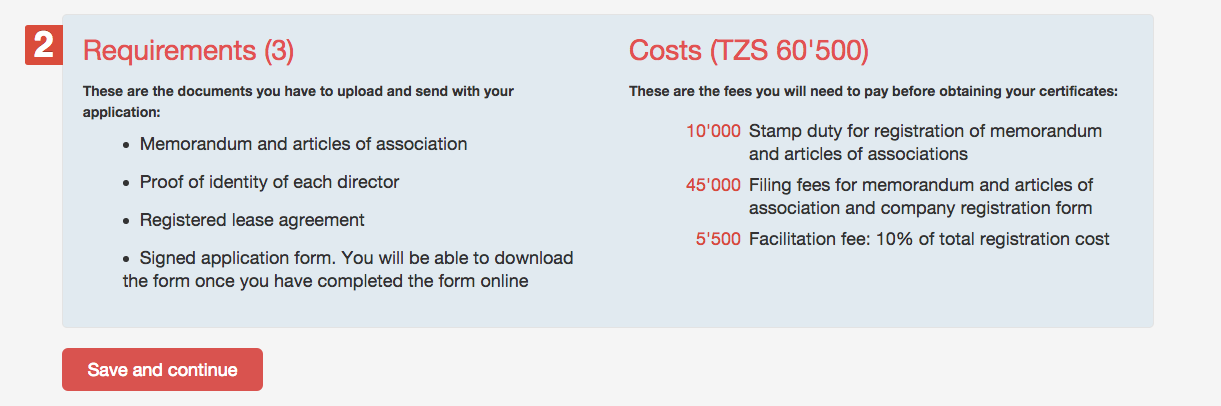 2
Requirements (3)
These are the documents you have to upload and send with your
application:
• Memorandum and articles of association
• Proof of identity of each director
• Registered lease agreement
• Signed application form. You will be able to download
the form once you have completed the form online
Costs (TZS 60'500)
These are the fees you will need to pay before obtaining your certificates:
10'000 Stamp duty for registration of memorandum
and articles of associations
45'000 Filing fees for memorandum and articles of
association and company registration form
5'500 Facilitation fee: 10% of total registration cost
Save and continue